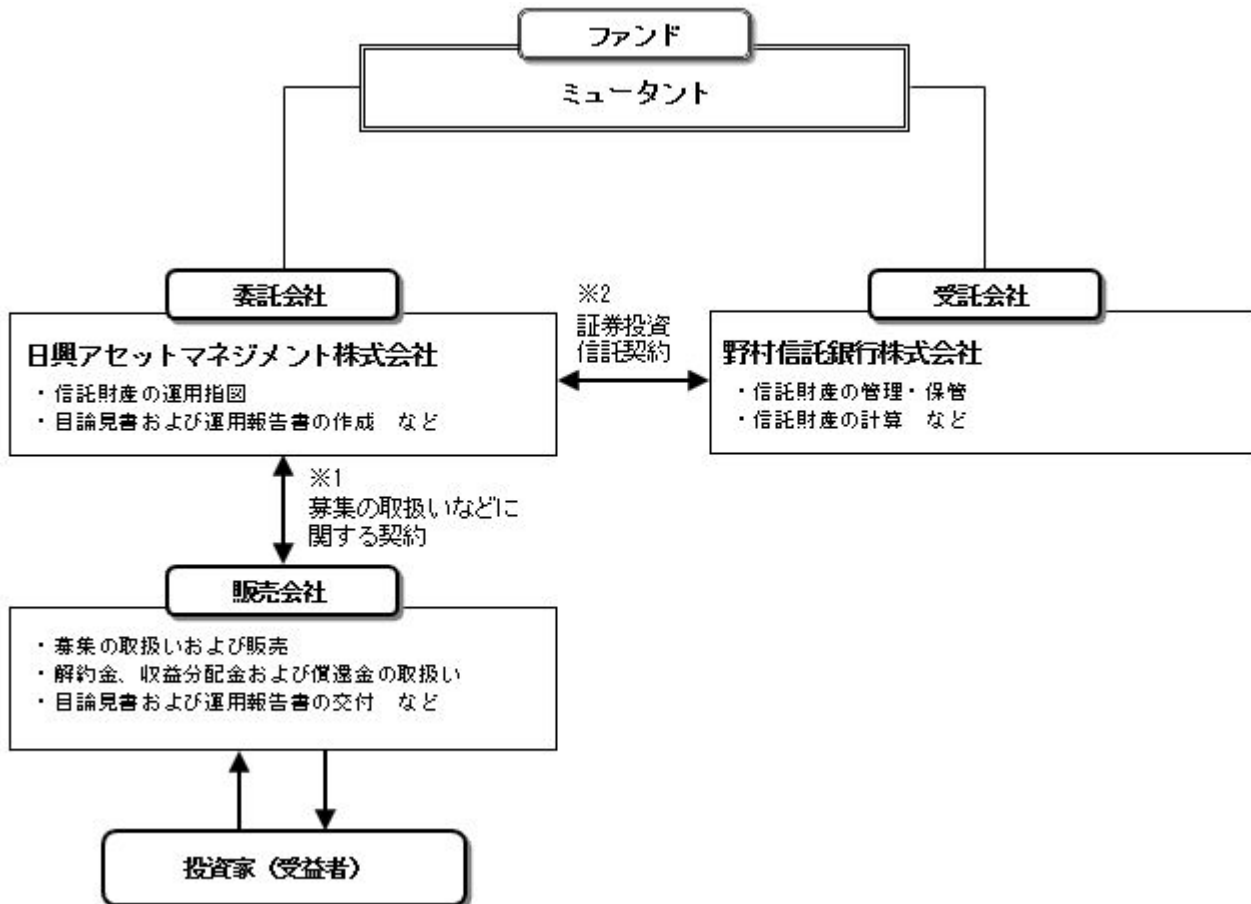 ファンド
ミュータント
委託会社
日興アセットマネジメント株式会社
・信託財産の運用指図
・目論見書および運用報告書の作成　など
※2
証券投資
信託契約
受託会社
野村信託銀行株式会社
・信託財産の管理・保管
・信託財産の計算　など
※1
募集の取扱いなどに
関する契約
販売会社
・募集の取扱いおよび販売
・解約金、収益分配金および償還金の取扱い
・目論見書および運用報告書の交付　など
投資家（受益者）